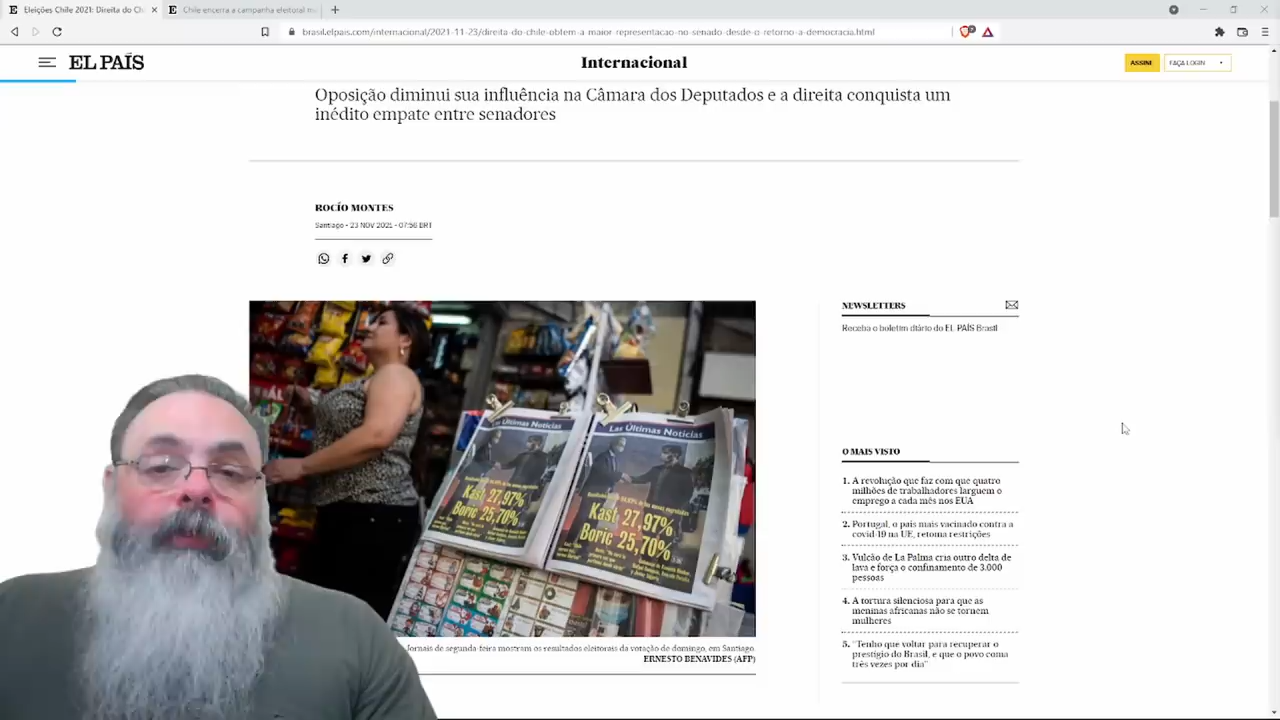 Eleições Chile 2021: Direita do Ch
Chile encerra a campanha eleitoral m
brasil.elpais.com/internacional/2021-11-23/direita-do-chile-obtem-a-maior-representacao-no-senado-desde-o-retorno-a-democracia.html
EL PAÍS
Internacional
ASSINE
FAÇA LOGIN
Oposição diminui sua influência na Câmara dos Deputados e a direita conquista um
inédito empate entre senadores
ROCÍO MONTES
Santiago - 23 NOV 2021 - 07:56 BRT
Las Últimas Noticias
Kast 27,97%
Boric 25,70%
Las Últimas Noticias
Kast 27,97%
Boric 25,70%
Jornais de segunda-feira mostram os resultados eleitorais da votação de domingo, em Santiago.
ERNESTO BENAVIDES (AFP)
NEWSLETTERS
Receba o boletim diário do EL PAÍS Brasil
O MAIS VISTO
1. A revolução que faz com que quatro
milhões de trabalhadores larguem o
emprego a cada mês nos EUA
2. Portugal, o país mais vacinado contra a
covid-19 na UE, retoma restrições
3. Vulcão de La Palma cria outro delta de
lava e força o confinamento de 3.000
pessoas
4. A tortura silenciosa para que as
meninas africanas não se tornem
mulheres
5. “Tenho que voltar para recuperar o
prestígio do Brasil, e que o povo coma
três vezes por dia”